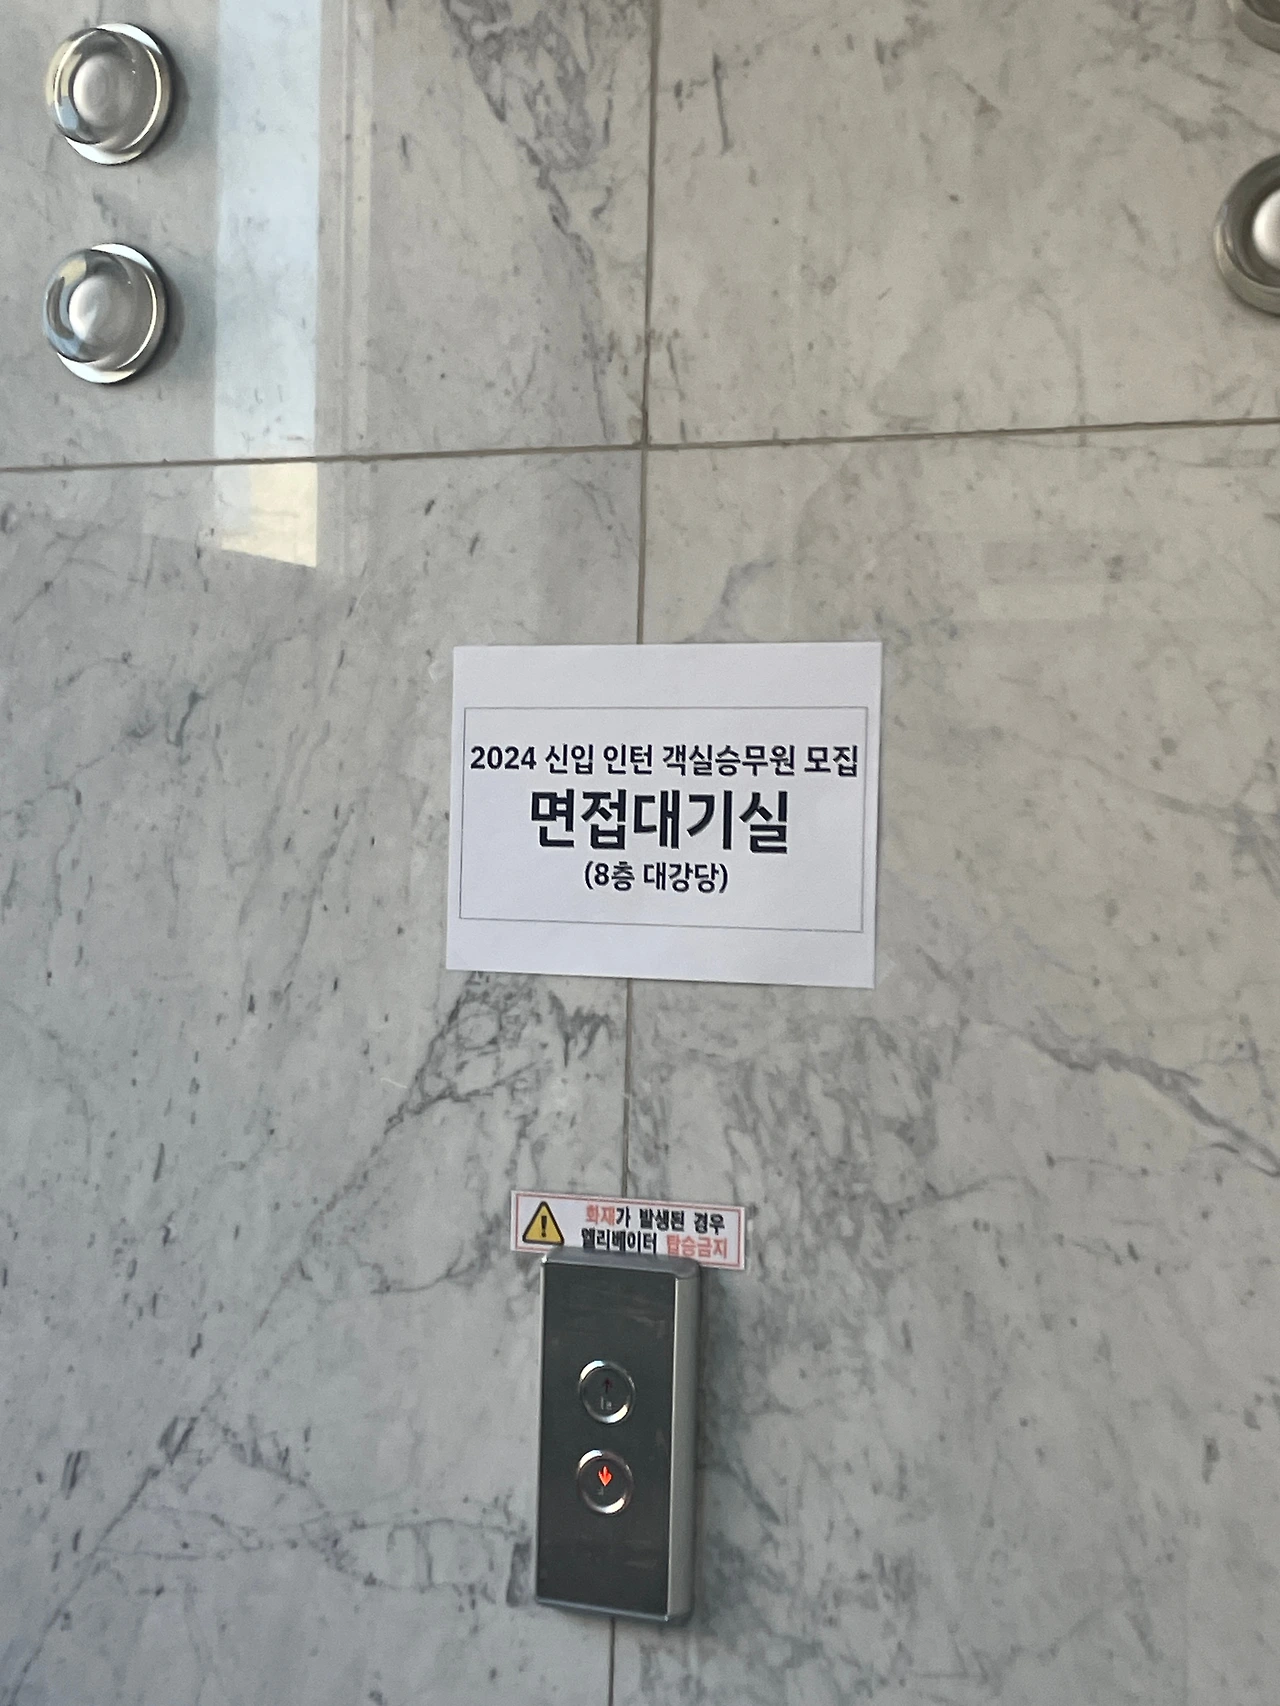 2024 신입 인턴 객실승무원 모집
면접대기실
(8층 대강당)
화재가 발생된 경우
엘리베이터 탑승금지